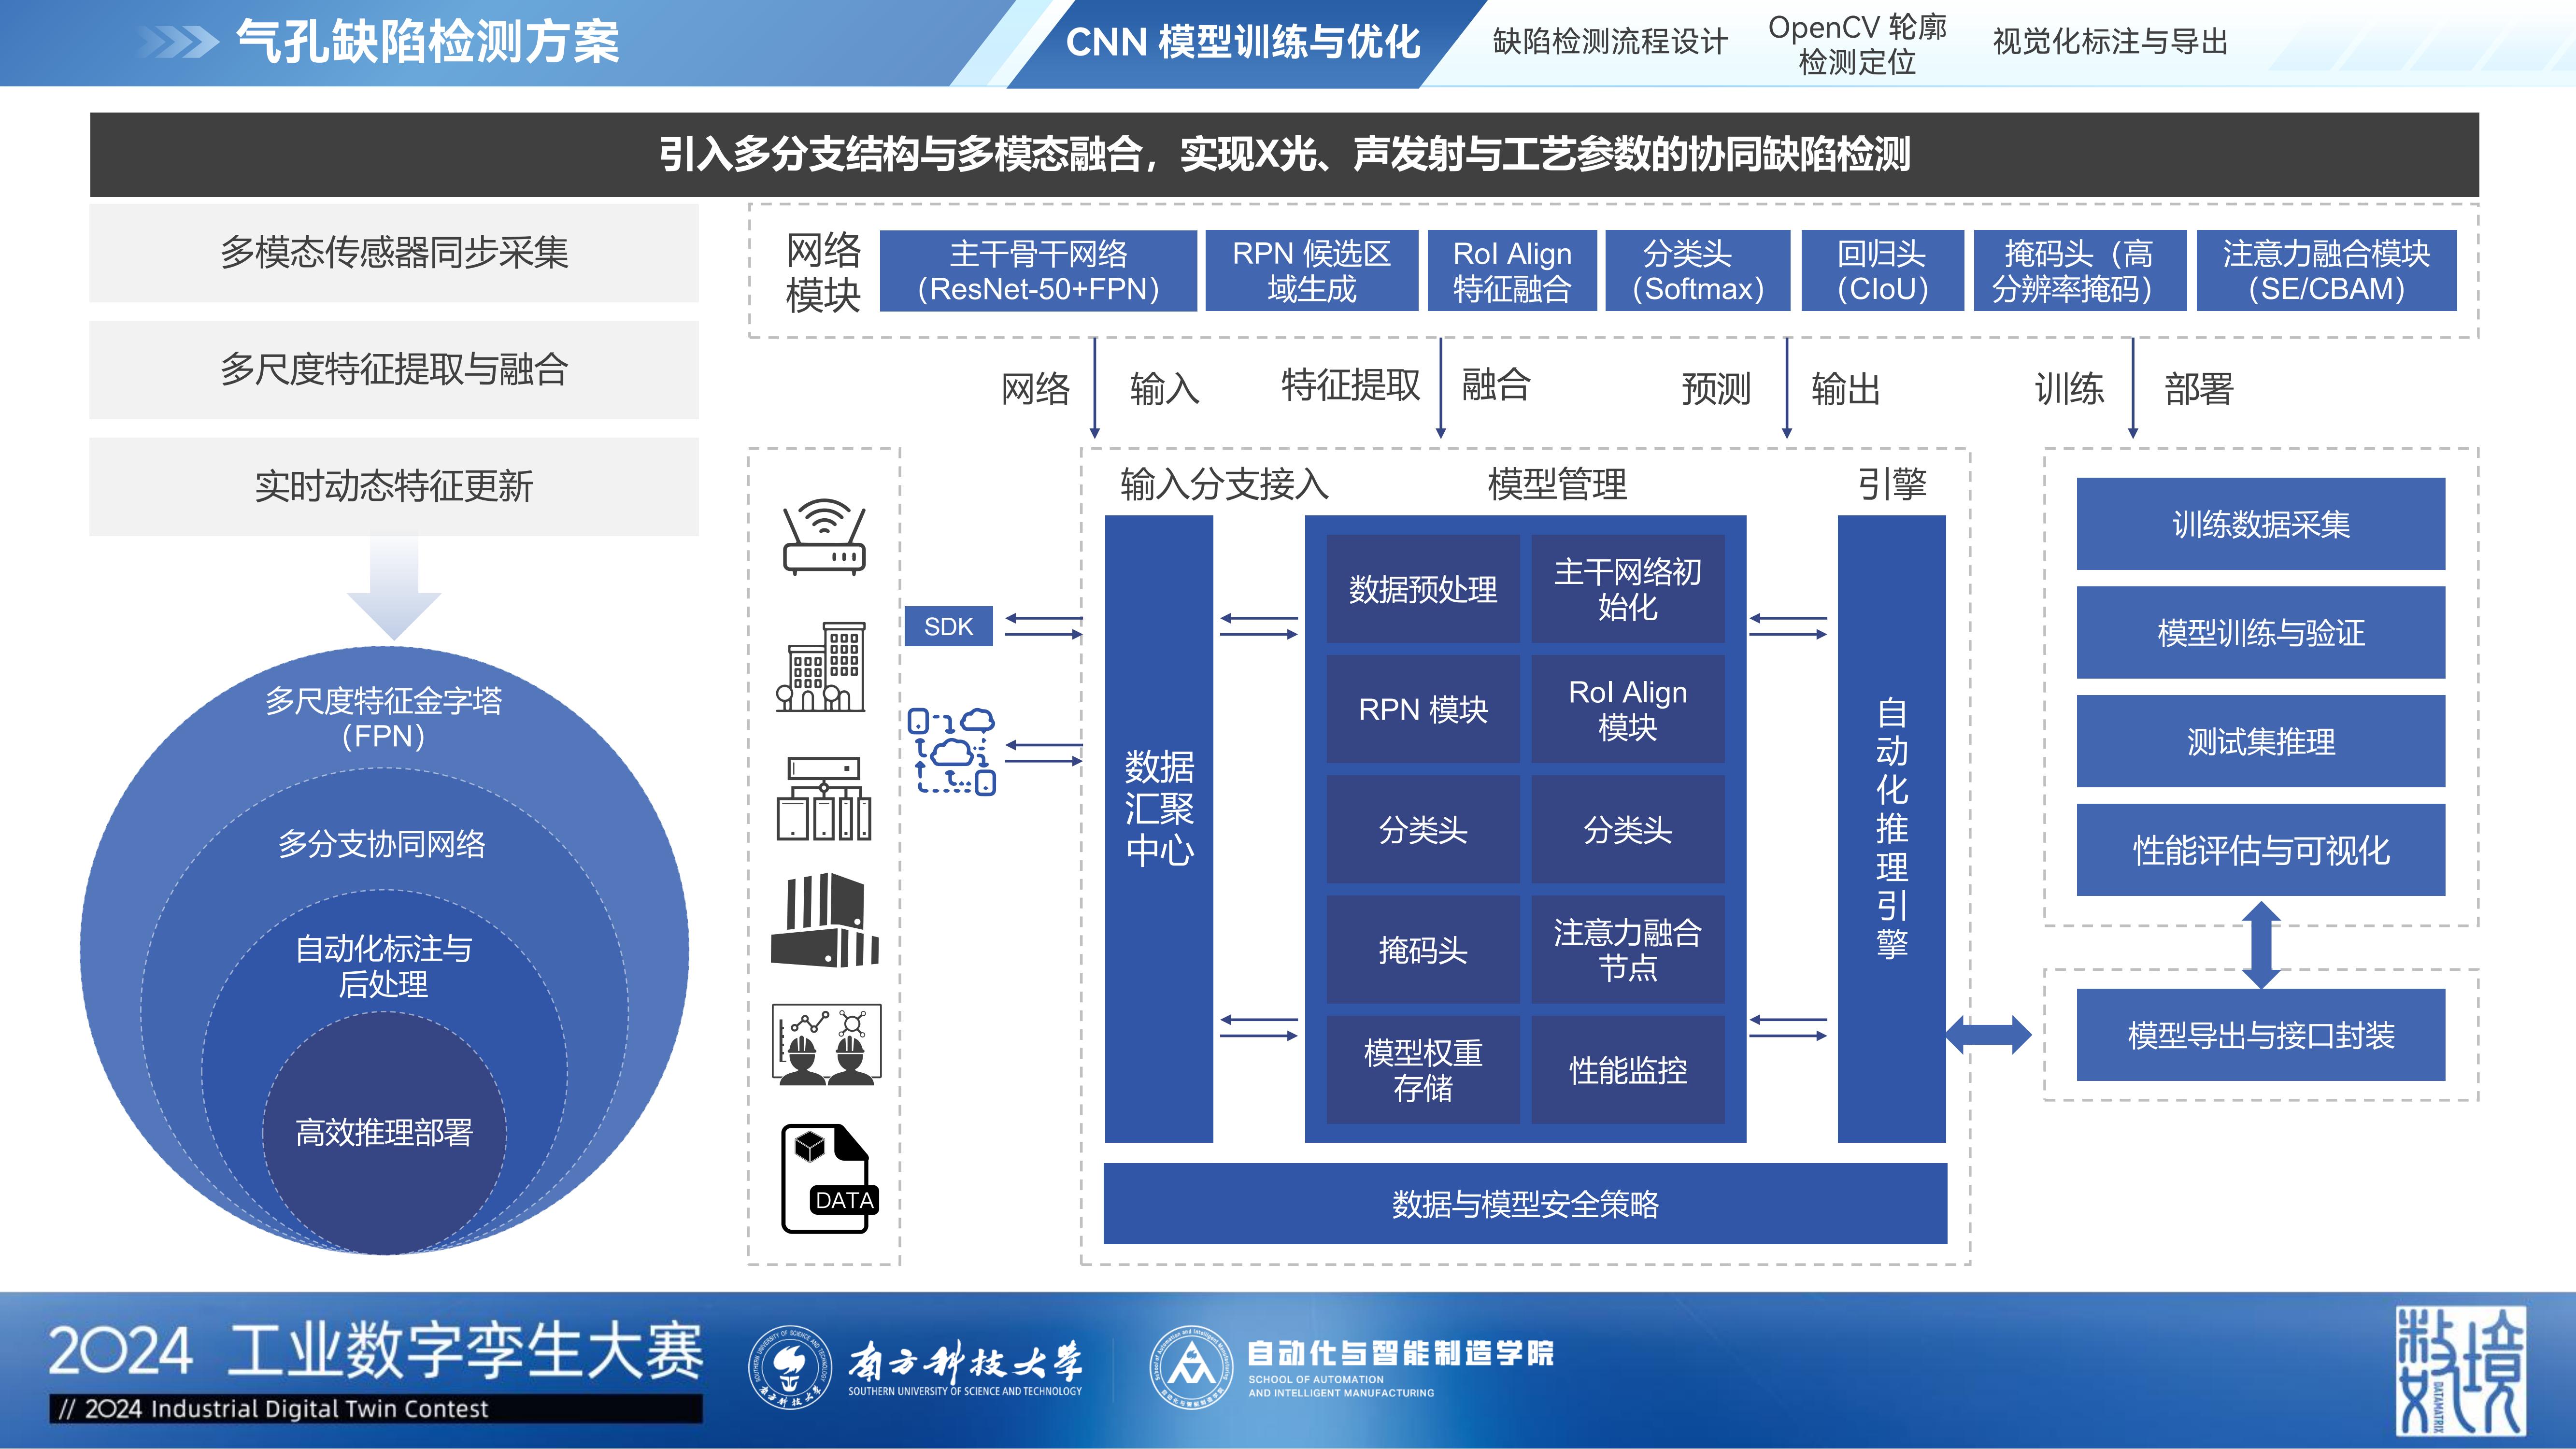 气孔缺陷检测方案
CNN 模型训练与优化
缺陷检测流程设计
OpenCV 轮廓
检测定位
视觉化标注与导出
引入多分支结构与多模态融合，实现X光、声发射与工艺参数的协同缺陷检测
多模态传感器同步采集
多尺度特征提取与融合
实时动态特征更新
多尺度特征金字塔
（FPN）
多分支协同网络
自动化标注与
后处理
高效推理部署
网络
模块
主干骨干网络
（ResNet-50+FPN）
RPN 候选区
域生成
RoI Align
特征融合
分类头
（Softmax）
回归头
（CIoU）
掩码头（高
分辨率掩码）
注意力融合模块
（SE/CBAM）
网络 输入
特征提取 融合
预测 输出
训练 部署
DATA
SDK
输入分支接入
模型管理
引擎
数据
汇聚
中心
数据预处理
主干网络初
始化
RPN 模块
RoI Align
模块
分类头
分类头
掩码头
注意力融合
节点
模型权重
存储
性能监控
自
动
化
推
理
引
擎
数据与模型安全策略
训练数据采集
模型训练与验证
测试集推理
性能评估与可视化
模型导出与接口封装
2024 工业数字孪生大赛
// 2024 Industrial Digital Twin Contest
南方科技大学
SOUTHERN UNIVERSITY OF SCIENCE AND TECHNOLOGY
自动化与智能制造学院
SCHOOL OF AUTOMATION
AND INTELLIGENT MANUFACTURING
数境
DATAMATRIX